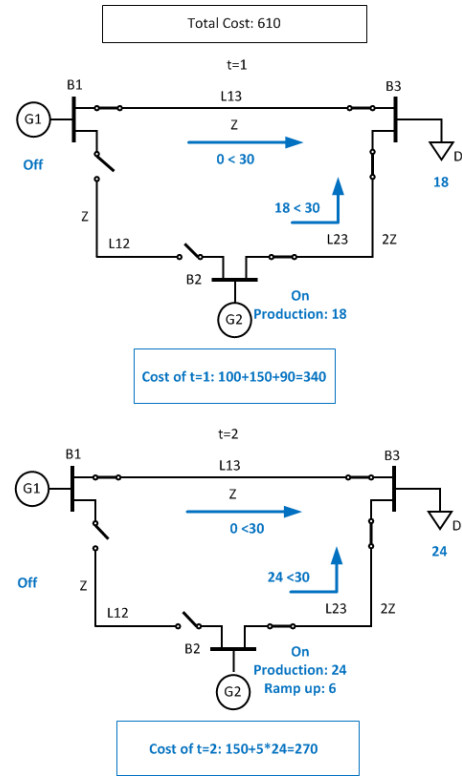 Total Cost: 610
t=1
B1
L13
B3
G1
Z
D
Off
0 < 30
18
18 < 30
Z
L12
L23
2Z
B2
On
G2
Production: 18
Cost of t=1: 100+150+90=340
t=2
B1
L13
B3
G1
Z
D
0 <30
24
Off
24 <30
Z
L12
L23
2Z
B2
On
Production: 24
G2
Ramp up: 6
Cost of t=2: 150+5*24=270